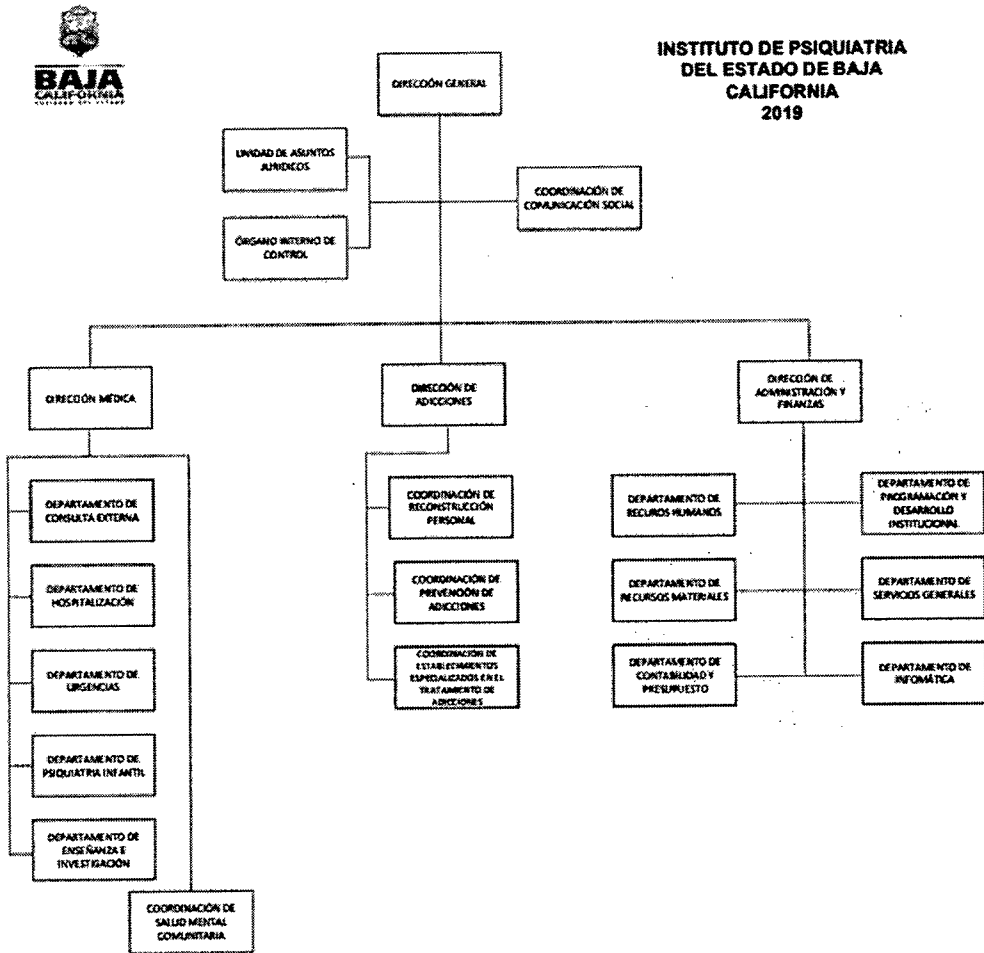 BAJA
CALIFORNIA
INSTITUTO DE PSIQUIATRIA
DEL ESTADO DE BAJA
CALIFORNIA
2019
DIRECCIÓN GENERAL
UNIDAD DE ASUNTOS
JURIDICOS
COORDINACIÓN DE
COMUNICACIÓN SOCIAL
ÓRGANO INTERNO DE
CONTROL
DIRECCIÓN MÉDICA
DIRECCIÓN DE
ADICCIONES
DIRECCIÓN DE
ADMINISTRACIÓN Y
FINANZAS
DEPARTAMENTO DE
CONSULTA EXTERNA
DEPARTAMENTO DE
HOSPITALIZACIÓN
DEPARTAMENTO DE
URGENCIAS
DEPARTAMENTO DE
PSIQUIATRIA INFANTIL
DEPARTAMENTO DE
ENSEÑANZA E
INVESTIGACIÓN
COORDINACIÓN DE
SALUD MENTAL
COMUNITARIA
COORDINACIÓN DE
RECONSTRUCCIÓN
PERSONAL
COORDINACIÓN DE
PREVENCIÓN DE
ADICCIONES
COORDINACIÓN DE
ESTABLECIMIENTOS
ESPECIALIZADOS EN EL
TRATAMIENTO DE
ADICCIONES
DEPARTAMENTO DE
RECUROS HUMANOS
DEPARTAMENTO DE
PROGRAMACIÓN Y
DESARROLLO
INSTITUCIONAL
DEPARTAMENTO DE
RECURSOS MATERIALES
DEPARTAMENTO DE
SERVICIOS GENERALES
DEPARTAMENTO DE
CONTABILIDAD Y
PRESUPUESTO
DEPARTAMENTO DE
INFOMÁTICA